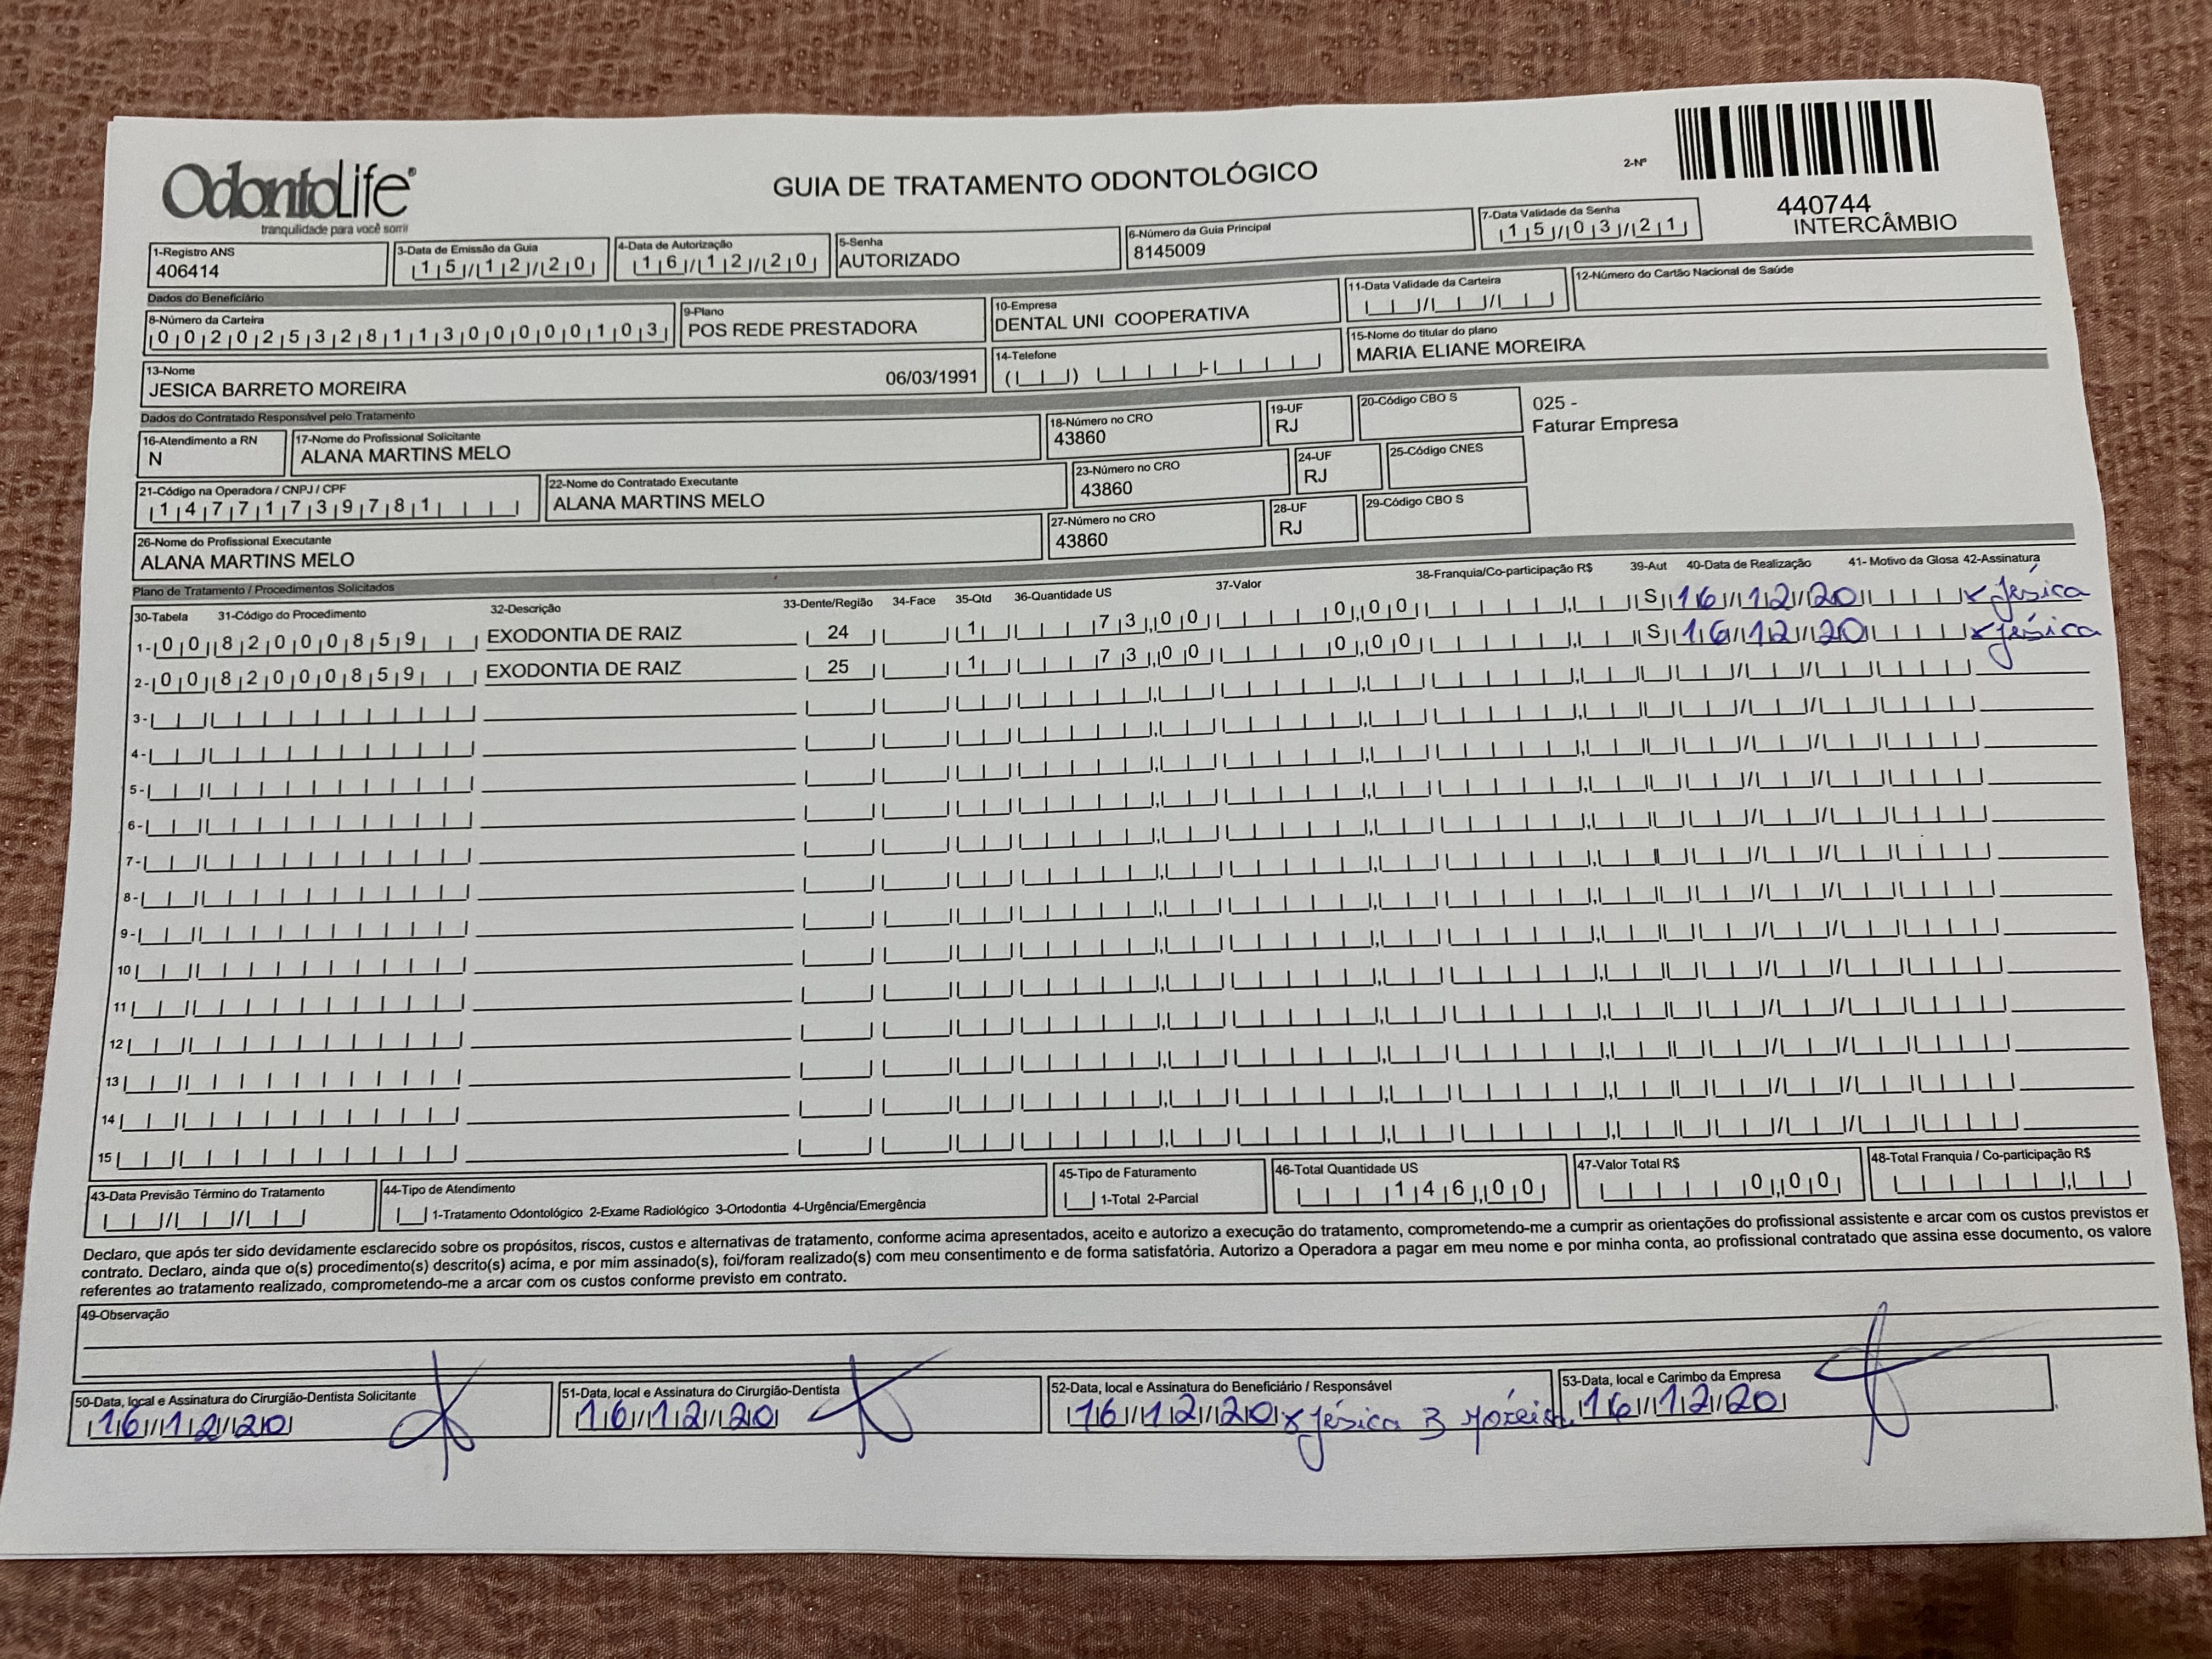 OdontoLife®
tranquilidade para você sorrir
GUIA DE TRATAMENTO ODONTOLÓGICO
2-Nº
440744
INTERCÂMBIO
1-Registro ANS
406414
3-Data de Emissão da Guia
15/12/20
4-Data de Autorização
16/12/20
5-Senha
AUTORIZADO
6-Número da Guia Principal
8145009
7-Data Validade da Senha
15/03/21
Dados do Beneficiário
8-Número da Carteira
00202532811300000103
9-Plano
POS REDE PRESTADORA
10-Empresa
DENTAL UNI COOPERATIVA
11-Data Validade da Carteira
12-Número do Cartão Nacional de Saúde
13-Nome
JESICA BARRETO MOREIRA 06/03/1991
14-Telefone
15-Nome do titular do plano
MARIA ELIANE MOREIRA
Dados do Contratado Responsável pelo Tratamento
16-Atendimento a RN
N
17-Nome do Profissional Solicitante
ALANA MARTINS MELO
18-Número no CRO
43860
19-UF
RJ
20-Código CBO S
025 -
Faturar Empresa
21-Código na Operadora / CNPJ / CPF
14771739781
22-Nome do Contratado Executante
ALANA MARTINS MELO
23-Número no CRO
43860
24-UF
RJ
25-Código CNES
26-Nome do Profissional Executante
ALANA MARTINS MELO
27-Número no CRO
43860
28-UF
RJ
29-Código CBO S
Plano de Tratamento / Procedimentos Solicitados
30-Tabela 31-Código do Procedimento 32-Descrição 33-Dente/Região 34-Face 35-Qtd 36-Quantidade US 37-Valor 38-Franquia/Co-participação R$ 39-Aut 40-Data de Realização 41- Motivo da Glosa 42-Assinatura
1- 00 82000859 EXODONTIA DE RAIZ 24 1 73,00 0,00 S 16/12/20 x Jésica
2- 00 82000859 EXODONTIA DE RAIZ 25 1 73,00 0,00 S 16/12/20 x Jésica
3-
4-
5-
6-
7-
8-
9-
10
11
12
13
14
15
43-Data Previsão Término do Tratamento
44-Tipo de Atendimento
1-Tratamento Odontológico 2-Exame Radiológico 3-Ortodontia 4-Urgência/Emergência
45-Tipo de Faturamento
1-Total 2-Parcial
46-Total Quantidade US
146,00
47-Valor Total R$
0,00
48-Total Franquia / Co-participação R$
Declaro, que após ter sido devidamente esclarecido sobre os propósitos, riscos, custos e alternativas de tratamento, conforme acima apresentados, aceito e autorizo a execução do tratamento, comprometendo-me a cumprir as orientações do profissional assistente e arcar com os custos previstos er
contrato. Declaro, ainda que o(s) procedimento(s) descrito(s) acima, e por mim assinado(s), foi/foram realizado(s) com meu consentimento e de forma satisfatória. Autorizo a Operadora a pagar em meu nome e por minha conta, ao profissional contratado que assina esse documento, os valore
referentes ao tratamento realizado, comprometendo-me a arcar com os custos conforme previsto em contrato.
49-Observação
50-Data, local e Assinatura do Cirurgião-Dentista Solicitante
16/12/20
51-Data, local e Assinatura do Cirurgião-Dentista
16/12/20
52-Data, local e Assinatura do Beneficiário / Responsável
16/12/20 x Jésica B Moreira
53-Data, local e Carimbo da Empresa
16/12/20